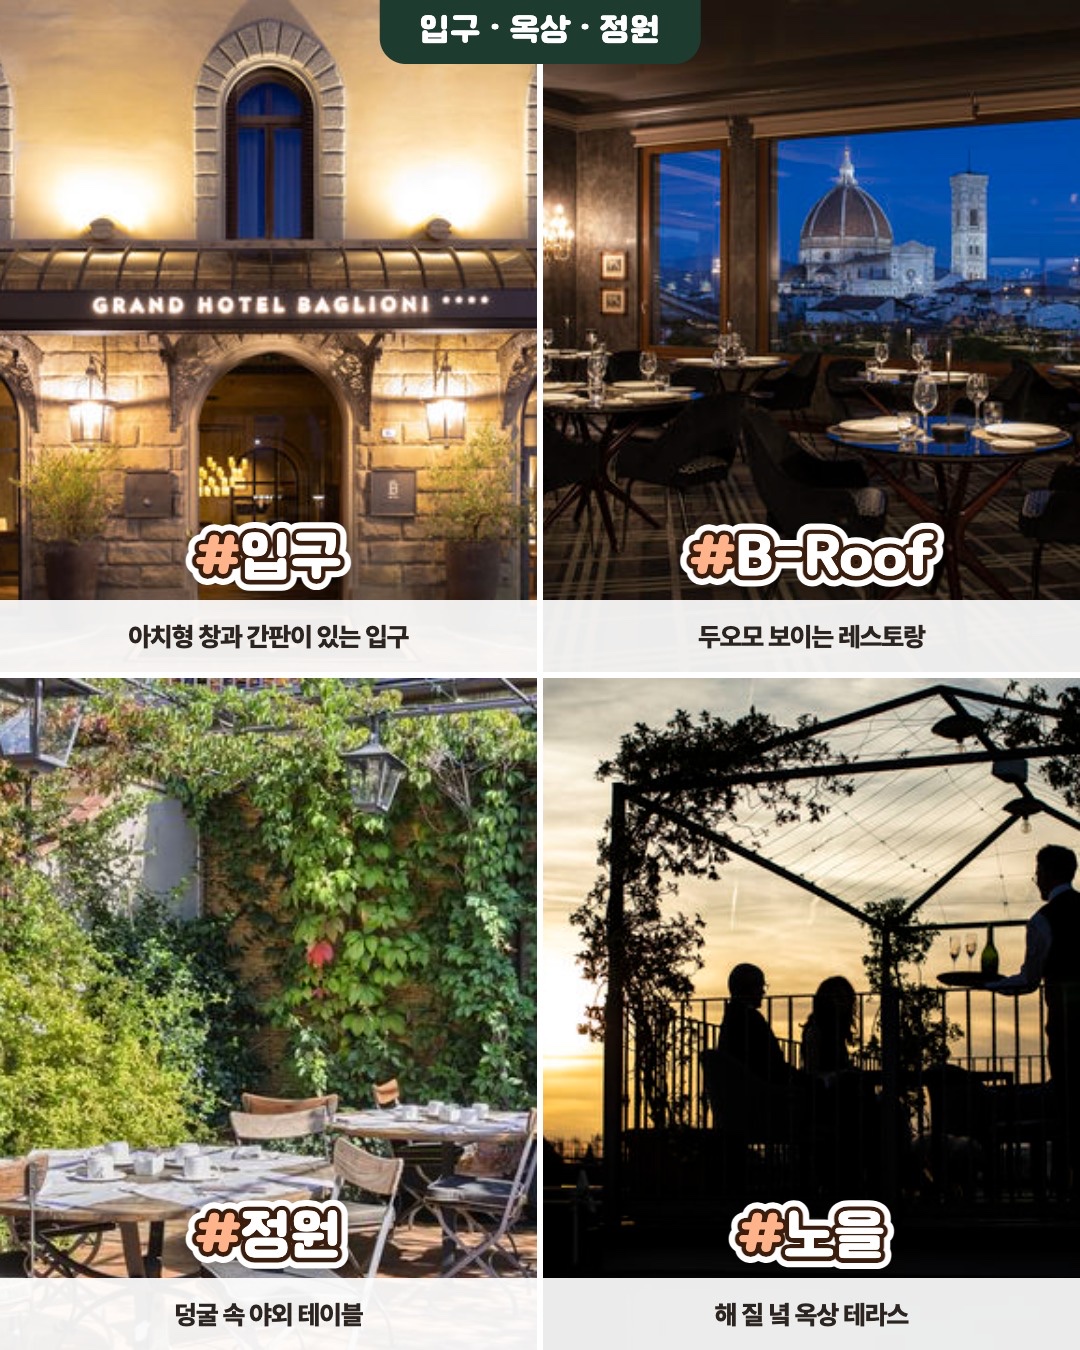 입구 · 옥상 · 정원
GRAND HOTEL BAGLIONI ****
B
#입구
아치형 창과 간판이 있는 입구
#B-Roof
두오모 보이는 레스토랑
#정원
덩굴 속 야외 테이블
#노을
해 질 녘 옥상 테라스